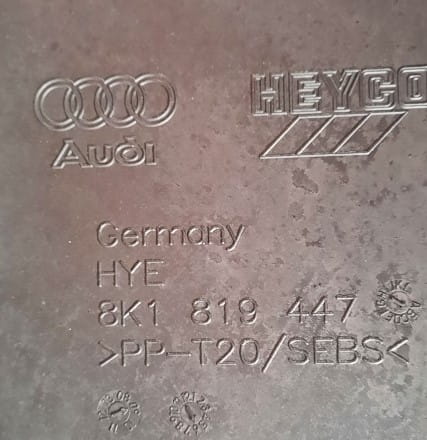 Audi
HEYCO
Germany
HYE
8K1 819 447
>PP-T20/SEBS<